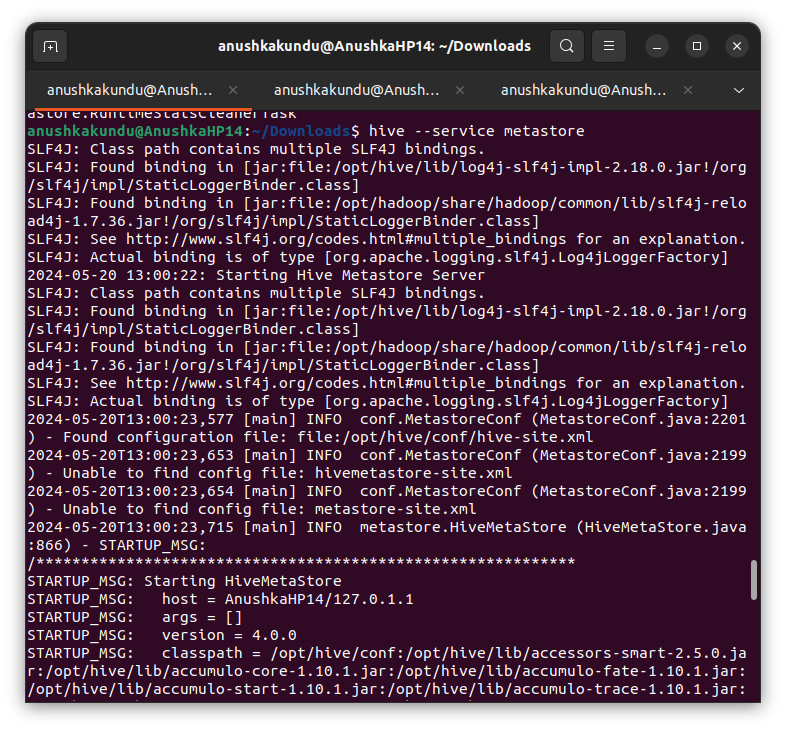 anushkakundu@AnushkaHP14: ~/Downloads
anushkakundu@Anush...
anushkakundu@Anush...
anushkakundu@Anush...
astore.RuntimeStatsCleanerTask
anushkakundu@AnushkaHP14:~/Downloads$ hive --service metastore
SLF4J: Class path contains multiple SLF4J bindings.
SLF4J: Found binding in [jar:file:/opt/hive/lib/log4j-slf4j-impl-2.18.0.jar!/org
/slf4j/impl/StaticLoggerBinder.class]
SLF4J: Found binding in [jar:file:/opt/hadoop/share/hadoop/common/lib/slf4j-relo
ad4j-1.7.36.jar!/org/slf4j/impl/StaticLoggerBinder.class]
SLF4J: See http://www.slf4j.org/codes.html#multiple_bindings for an explanation.
SLF4J: Actual binding is of type [org.apache.logging.slf4j.Log4jLoggerFactory]
2024-05-20 13:00:22: Starting Hive Metastore Server
SLF4J: Class path contains multiple SLF4J bindings.
SLF4J: Found binding in [jar:file:/opt/hive/lib/log4j-slf4j-impl-2.18.0.jar!/org
/slf4j/impl/StaticLoggerBinder.class]
SLF4J: Found binding in [jar:file:/opt/hadoop/share/hadoop/common/lib/slf4j-relo
ad4j-1.7.36.jar!/org/slf4j/impl/StaticLoggerBinder.class]
SLF4J: See http://www.slf4j.org/codes.html#multiple_bindings for an explanation.
SLF4J: Actual binding is of type [org.apache.logging.slf4j.Log4jLoggerFactory]
2024-05-20T13:00:23,577 [main] INFO  conf.MetastoreConf (MetastoreConf.java:2201
) - Found configuration file: file:/opt/hive/conf/hive-site.xml
2024-05-20T13:00:23,653 [main] INFO  conf.MetastoreConf (MetastoreConf.java:2199
) - Unable to find config file: hivemetastore-site.xml
2024-05-20T13:00:23,654 [main] INFO  conf.MetastoreConf (MetastoreConf.java:2199
) - Unable to find config file: metastore-site.xml
2024-05-20T13:00:23,715 [main] INFO  metastore.HiveMetaStore (HiveMetaStore.java
:866) - STARTUP_MSG:
/************************************************************
STARTUP_MSG: Starting HiveMetaStore
STARTUP_MSG:   host = AnushkaHP14/127.0.1.1
STARTUP_MSG:   args = []
STARTUP_MSG:   version = 4.0.0
STARTUP_MSG:   classpath = /opt/hive/conf:/opt/hive/lib/accessors-smart-2.5.0.ja
r:/opt/hive/lib/accumulo-core-1.10.1.jar:/opt/hive/lib/accumulo-fate-1.10.1.jar:
/opt/hive/lib/accumulo-start-1.10.1.jar:/opt/hive/lib/accumulo-trace-1.10.1.jar: